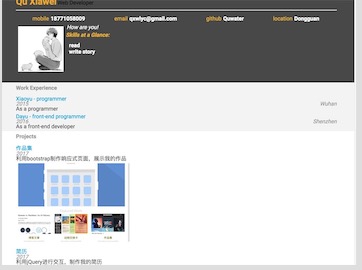 Qu Xiawei Web Developer
mobile 18771058009 email qxwlyc@gmail.com github Quwater location Dongguan
How are you!
Skills at a Glance:
read
write story
Work Experience
Xiaoyu - programmer
2015 Wuhan
As a programmer
Dayu - front-end programmer
2016 Shenzhen
As a front-end developer
Projects
作品集
2017
利用bootstrap制作响应式页面，展示我的作品
简历
2017
利用jQuery进行交互，制作我的简历